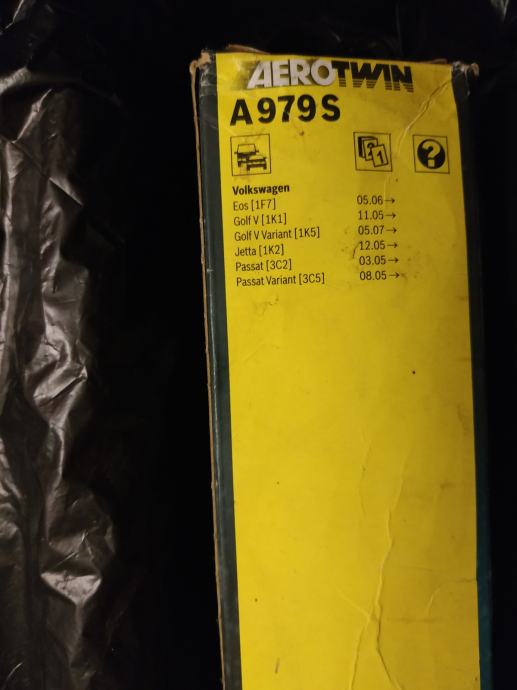 AEROTWIN
A979S
21
?
Volkswagen
Eos [1F7] 05.06→
Golf V [1K1] 11.05→
Golf V Variant [1K5] 05.07→
Jetta [1K2] 12.05→
Passat [3C2] 03.05→
Passat Variant [3C5] 08.05→